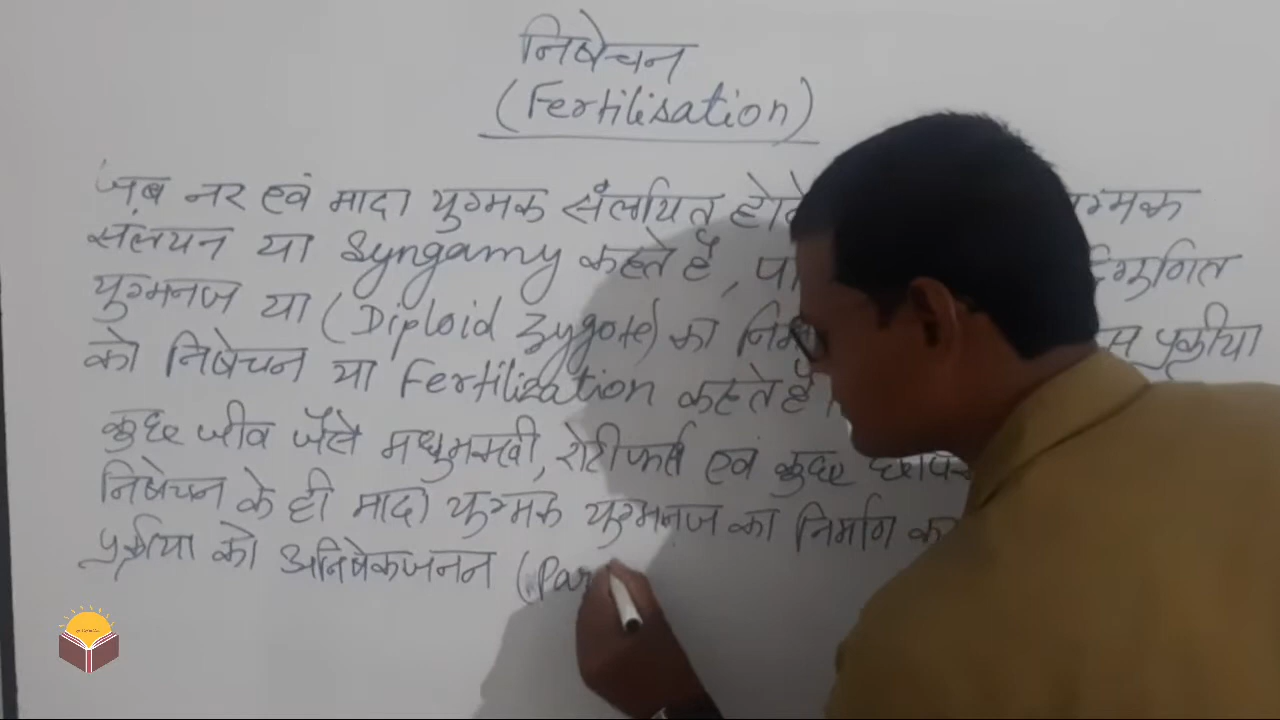 निषेचन
(Fertilisation)
जब नर एवं मादा युग्मक संलयित
संलयन या Syngamy कहते है,
युग्मनज या (Diploid Zygote) का
को निषेचन या Fertilization कहते है
कुछ जीव जैसे मधुमक्खी, रोटीफर्स एवं कुछ
निषेचन के ही मादा युग्मक युग्मनज का निर्माण
प्रक्रीया को अनिषेकजनन (Par